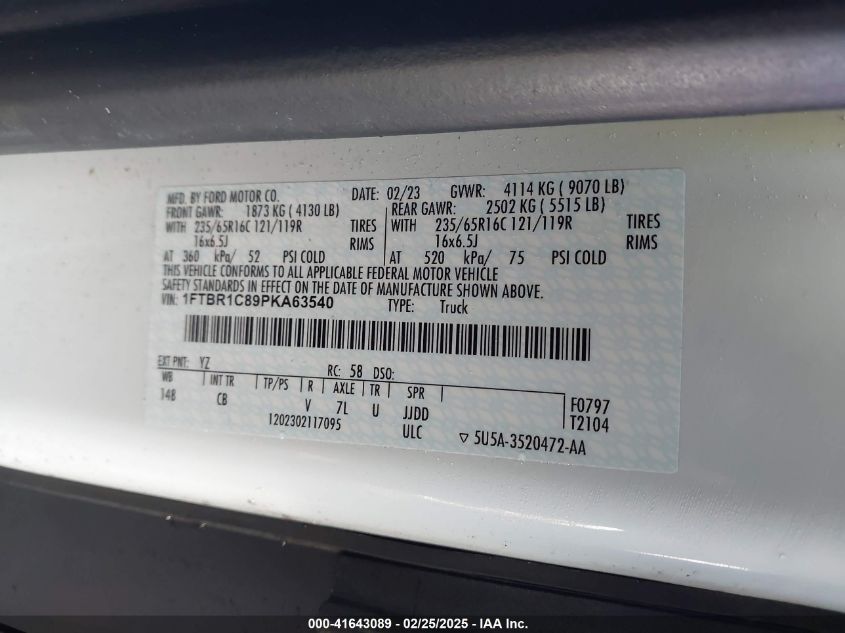 MFD. BY FORD MOTOR CO. DATE: 02/23 GVWR: 4114 KG ( 9070 LB)
FRONT GAWR: 1873 KG ( 4130 LB) REAR GAWR: 2502 KG ( 5515 LB)
WITH 235/65R16C 121/119R TIRES WITH 235/65R16C 121/119R TIRES
16x6.5J RIMS 16x6.5J RIMS
AT 360 kPa/ 52 PSI COLD AT 520 kPa/ 75 PSI COLD
THIS VEHICLE CONFORMS TO ALL APPLICABLE FEDERAL MOTOR VEHICLE
SAFETY STANDARDS IN EFFECT ON THE DATE OF MANUFACTURE SHOWN ABOVE.
VIN: 1FTBR1C89PKA63540 TYPE: Truck
EXT PNT: YZ RC: 58 DSO:
WB INT TR TP/PS R AXLE TR SPR
148 CB V 7L U JJDD F0797
1202302117095 ULC T2104
5U5A-3520472-AA
000-41643089 - 02/25/2025 - IAA Inc.